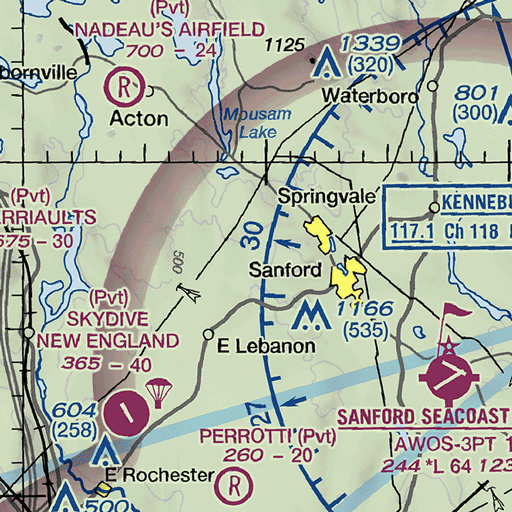 (Pvt)
NADEAU'S AIRFIELD
700 – 24
1125
1339
(320)
bornville
R
Acton
Waterboro
801
(300)
Mousam
Lake
Springvale
(Pvt)
ERRIAULTS
575 – 30
KENNEBU
117.1 Ch 118
30
500
Sanford
(Pvt)
SKYDIVE
NEW ENGLAND
365 – 40
1166
(535)
E Lebanon
604
(258)
27
SANFORD SEACOAST
AWOS-3PT 1
244 *L 64 123
PERROTTI (Pvt)
260 – 20
R
E Rochester
500